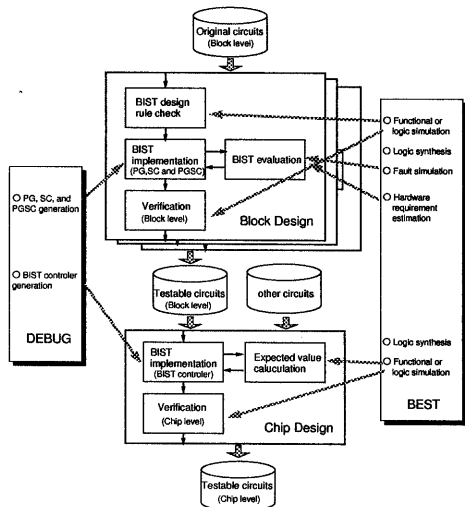 Original circuits
(Block level)
BIST design
rule check
BIST
implementation
(PG,SC and PGSC)
BIST evaluation
Verification
(Block level)
Block Design
PG, SC, and
PGSC generation
BIST controler
generation
DEBUG
Functional or
logic simulation
Logic synthesis
Fault simulation
Hardware
requirement
estimation
Logic synthesis
Functional or
logic simulation
BEST
Testable circuits
(Block level)
other circuits
BIST
implementation
(BIST controler)
Expected value
caluculation
Verification
(Chip level)
Chip Design
Testable circuits
(Chip level)